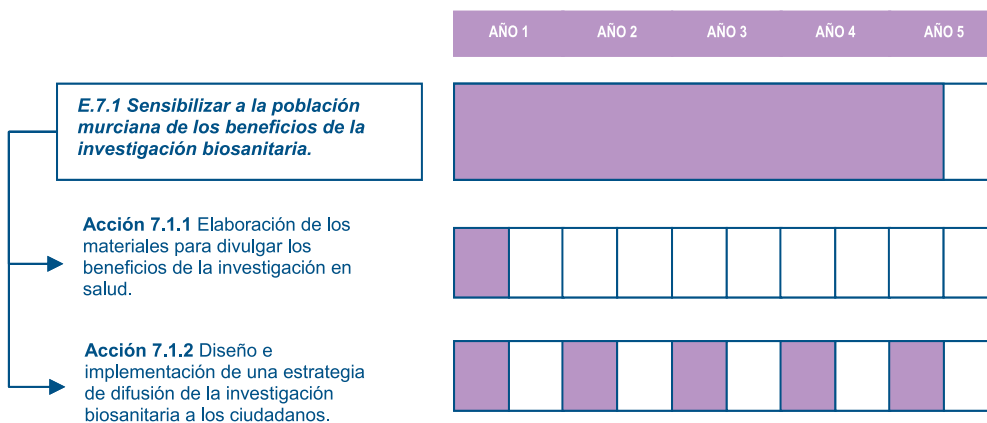 AÑO 1 AÑO 2 AÑO 3 AÑO 4 AÑO 5
E.7.1 Sensibilizar a la población
murciana de los beneficios de la
investigación biosanitaria.
Acción 7.1.1 Elaboración de los
materiales para divulgar los
beneficios de la investigación en
salud.
Acción 7.1.2 Diseño e
implementación de una estrategia
de difusión de la investigación
biosanitaria a los ciudadanos.